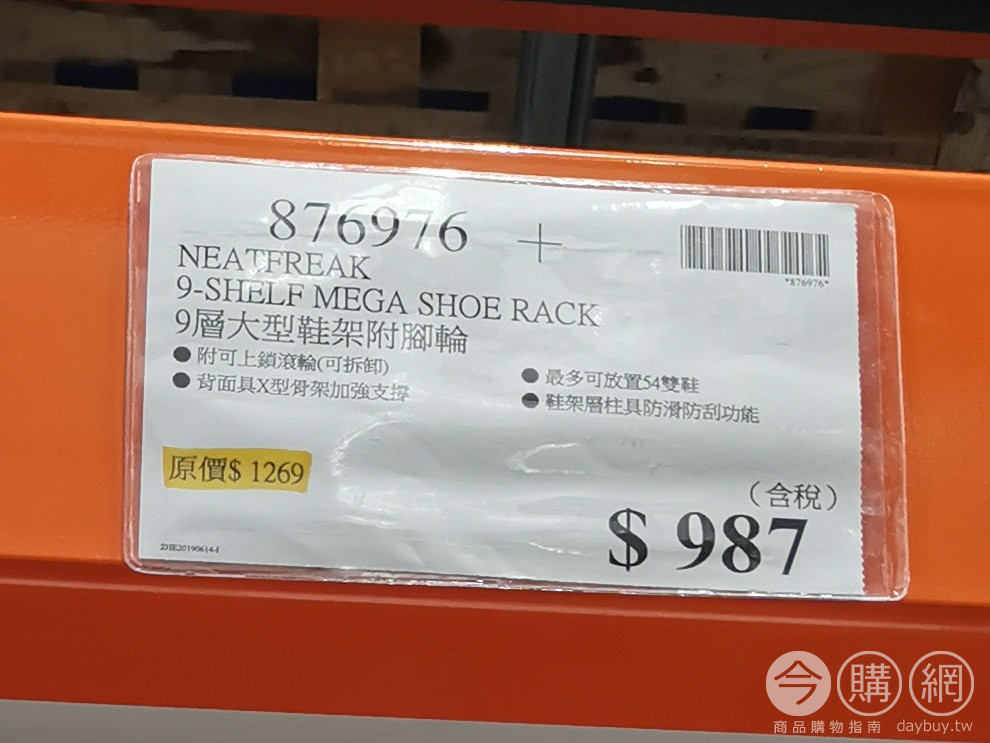 876976 +
*876976*
NEATFREAK
9-SHELF MEGA SHOE RACK
9層大型鞋架附腳輪
● 附可上鎖滾輪(可拆卸)
● 背面具X型骨架加強支撐
● 最多可放置54雙鞋
● 鞋架層柱具防滑防刮功能
原價$ 1269
(含稅)
$ 987
今購網
商品購物指南 daybuy.tw